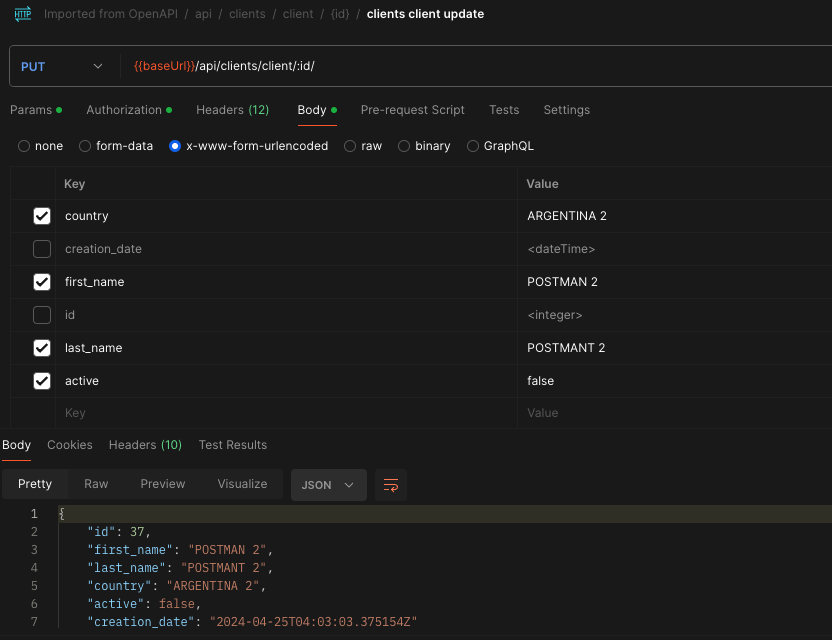 HTTP Imported from OpenAPI / api / clients / client / {id} / clients client update
PUT {{baseUrl}}/api/clients/client/:id/
Params Authorization Headers (12) Body Pre-request Script Tests Settings
none form-data x-www-form-urlencoded raw binary GraphQL
Key Value
country ARGENTINA 2
creation_date <dateTime>
first_name POSTMAN 2
id <integer>
last_name POSTMANT 2
active false
Key Value
Body Cookies Headers (10) Test Results
Pretty Raw Preview Visualize JSON
1 {
2 "id": 37,
3 "first_name": "POSTMAN 2",
4 "last_name": "POSTMANT 2",
5 "country": "ARGENTINA 2",
6 "active": false,
7 "creation_date": "2024-04-25T04:03:03.375154Z"